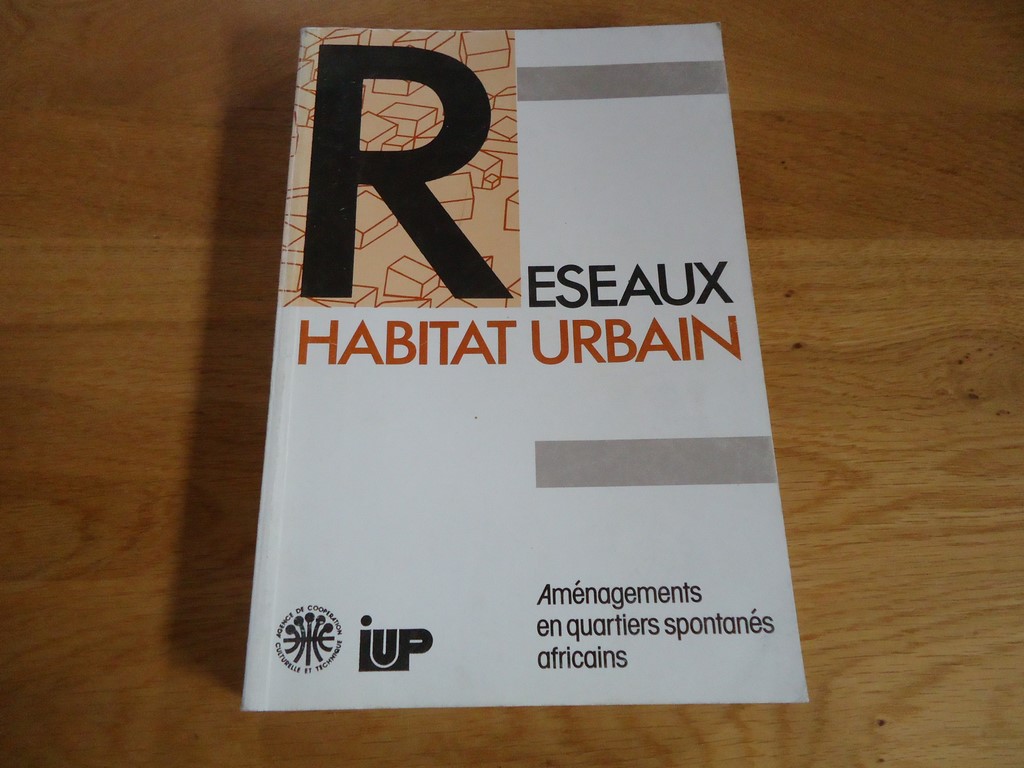 RESEAUX
HABITAT URBAIN
Aménagements
en quartiers spontanés
africains
AGENCE DE COOPERATION
CULTURELLE ET TECHNIQUE
iUP